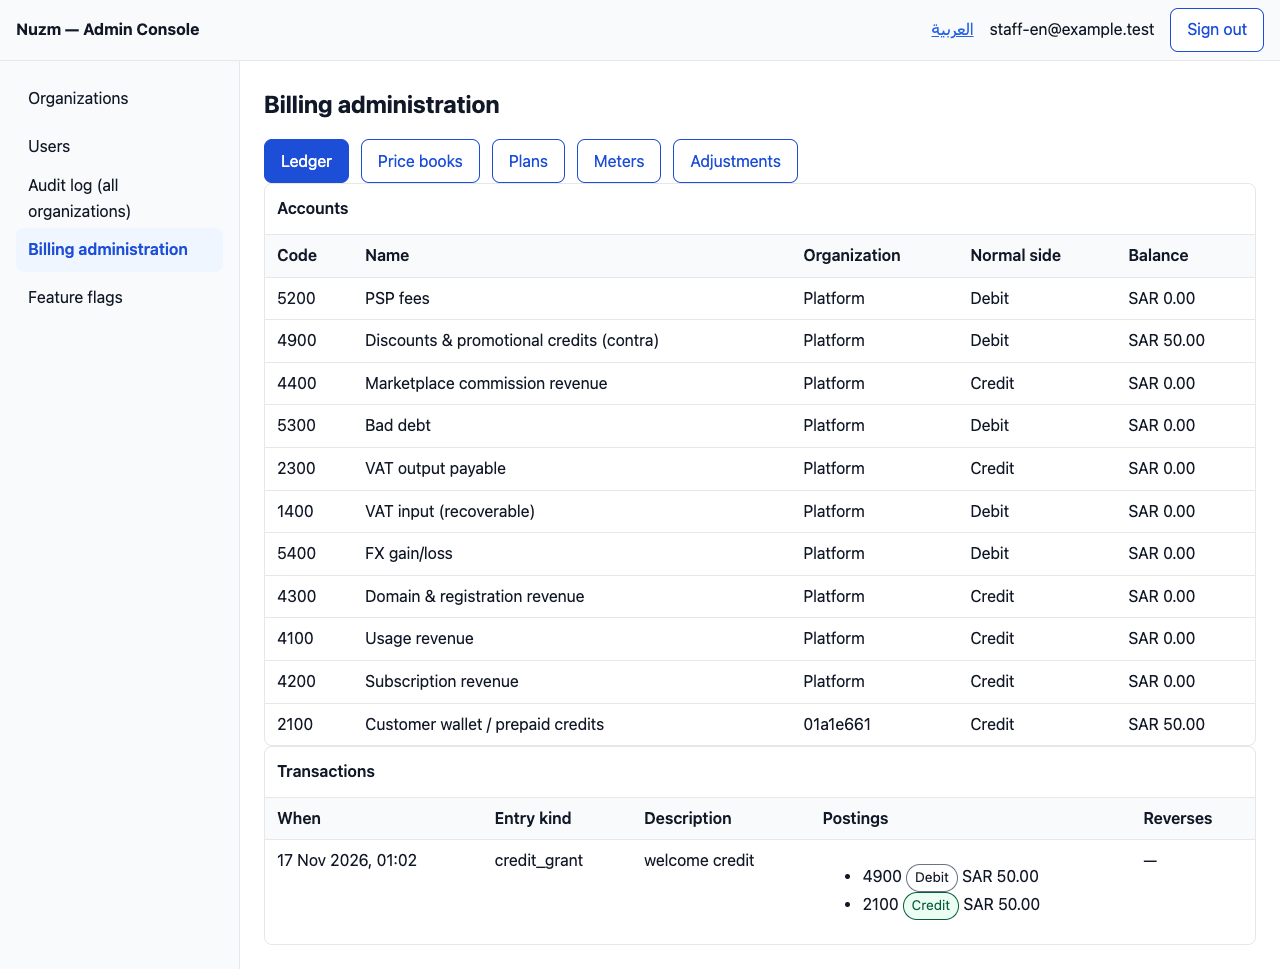 Nuzm — Admin Console
العربية staff-en@example.test Sign out
Organizations
Users
Audit log (all
organizations)
Billing administration
Feature flags
Billing administration
Ledger Price books Plans Meters Adjustments
Accounts
Code Name Organization Normal side Balance
5200 PSP fees Platform Debit SAR 0.00
4900 Discounts & promotional credits (contra) Platform Debit SAR 50.00
4400 Marketplace commission revenue Platform Credit SAR 0.00
5300 Bad debt Platform Debit SAR 0.00
2300 VAT output payable Platform Credit SAR 0.00
1400 VAT input (recoverable) Platform Debit SAR 0.00
5400 FX gain/loss Platform Debit SAR 0.00
4300 Domain & registration revenue Platform Credit SAR 0.00
4100 Usage revenue Platform Credit SAR 0.00
4200 Subscription revenue Platform Credit SAR 0.00
2100 Customer wallet / prepaid credits 01a1e661 Credit SAR 50.00
Transactions
When Entry kind Description Postings Reverses
17 Nov 2026, 01:02 credit_grant welcome credit —
• 4900 Debit SAR 50.00
• 2100 Credit SAR 50.00